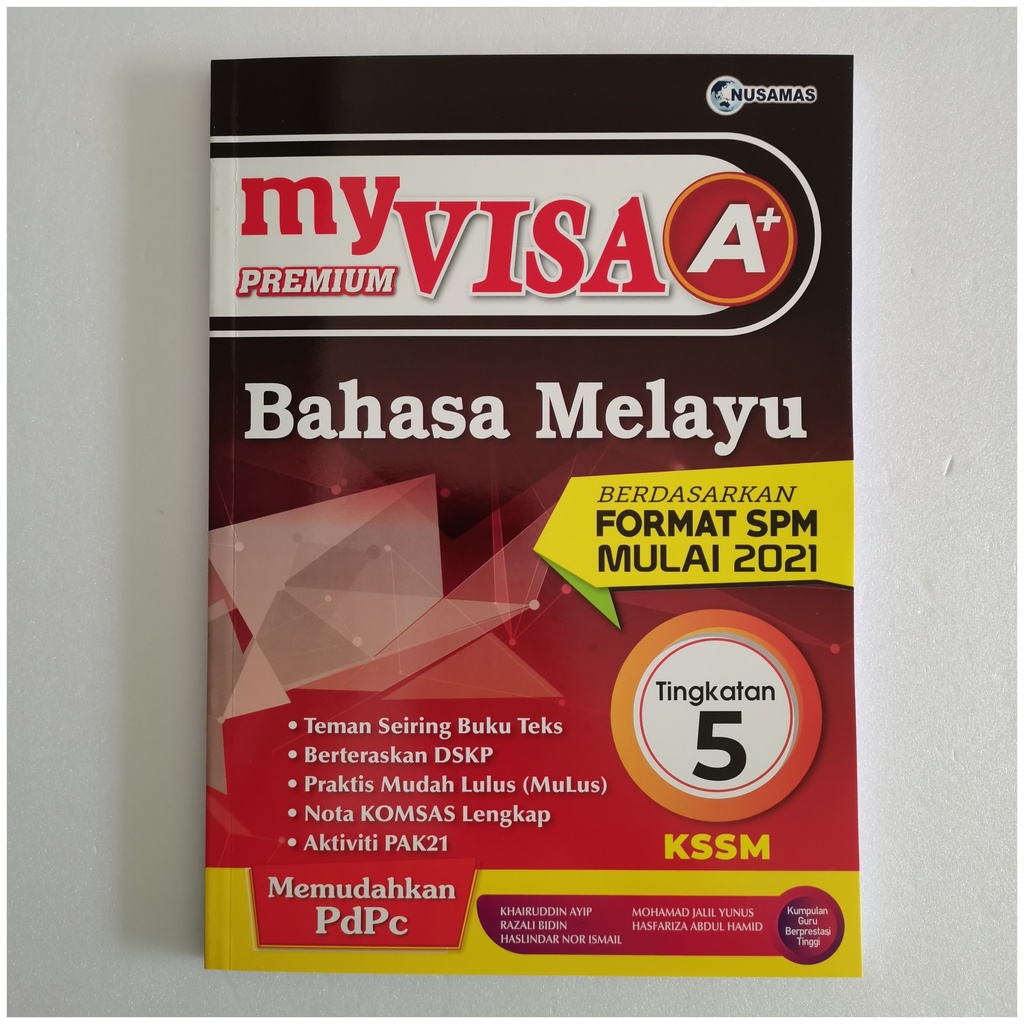 NUSAMAS
my VISA A+
PREMIUM
Bahasa Melayu
BERDASARKAN
FORMAT SPM
MULAI 2021
Tingkatan
5
KSSM
• Teman Seiring Buku Teks
• Berteraskan DSKP
• Praktis Mudah Lulus (MuLus)
• Nota KOMSAS Lengkap
• Aktiviti PAK21
Memudahkan
PdPc
KHAIRUDDIN AYIP
RAZALI BIDIN
HASLINDAR NOR ISMAIL
MOHAMAD JALIL YUNUS
HASFARIZA ABDUL HAMID
Kumpulan
Guru
Berprestasi
Tinggi